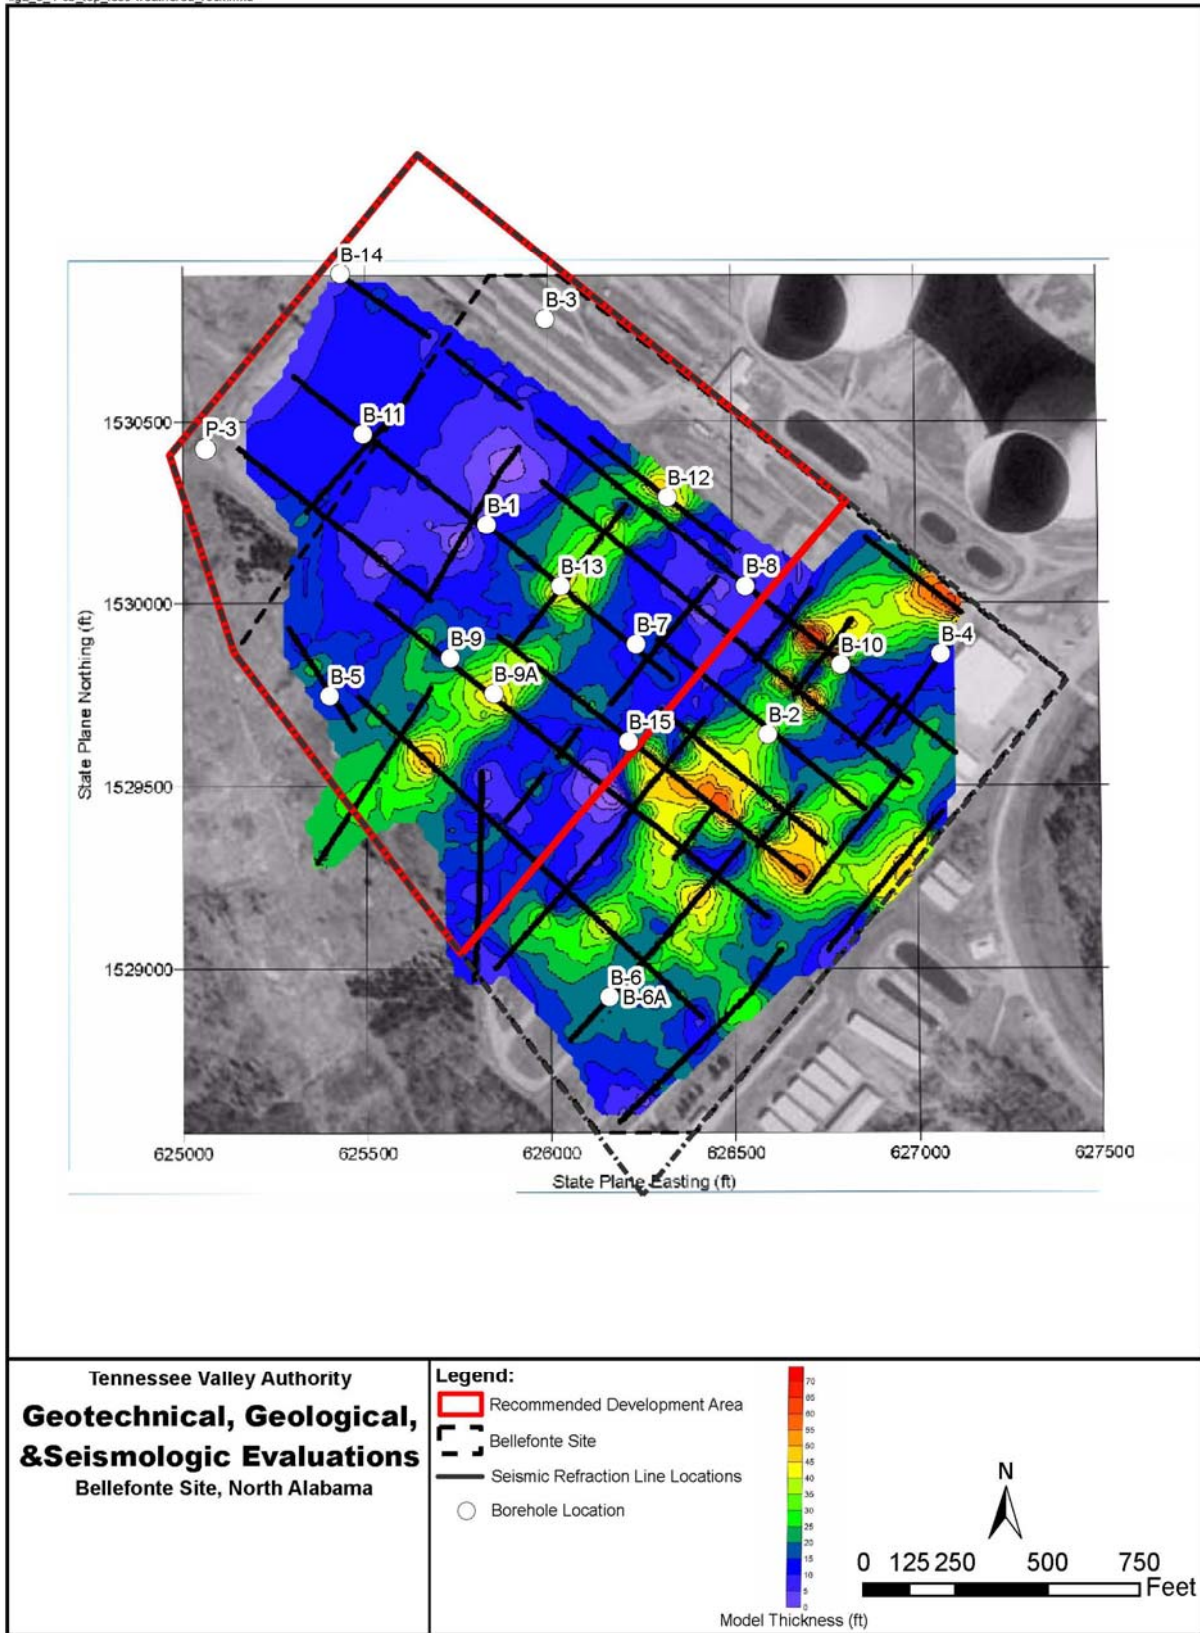 B-14
B-3
1530500
P-3
B-11
B-12
B-1
B-13
B-8
1530000
B-9
B-7
B-10
B-4
B-9A
B-5
B-15
B-2
State Plane Northing (ft)
1529500
1529000
B-6
B-6A
625000
625500
626000
626500
627000
627500
State Plane Easting (ft)
Tennessee Valley Authority
Geotechnical, Geological,
&Seismologic Evaluations
Bellefonte Site, North Alabama
Legend:
Recommended Development Area
Bellefonte Site
Seismic Refraction Line Locations
Borehole Location
70
65
60
55
50
45
40
35
30
25
20
15
10
5
0
Model Thickness (ft)
N
0 125 250 500 750
Feet